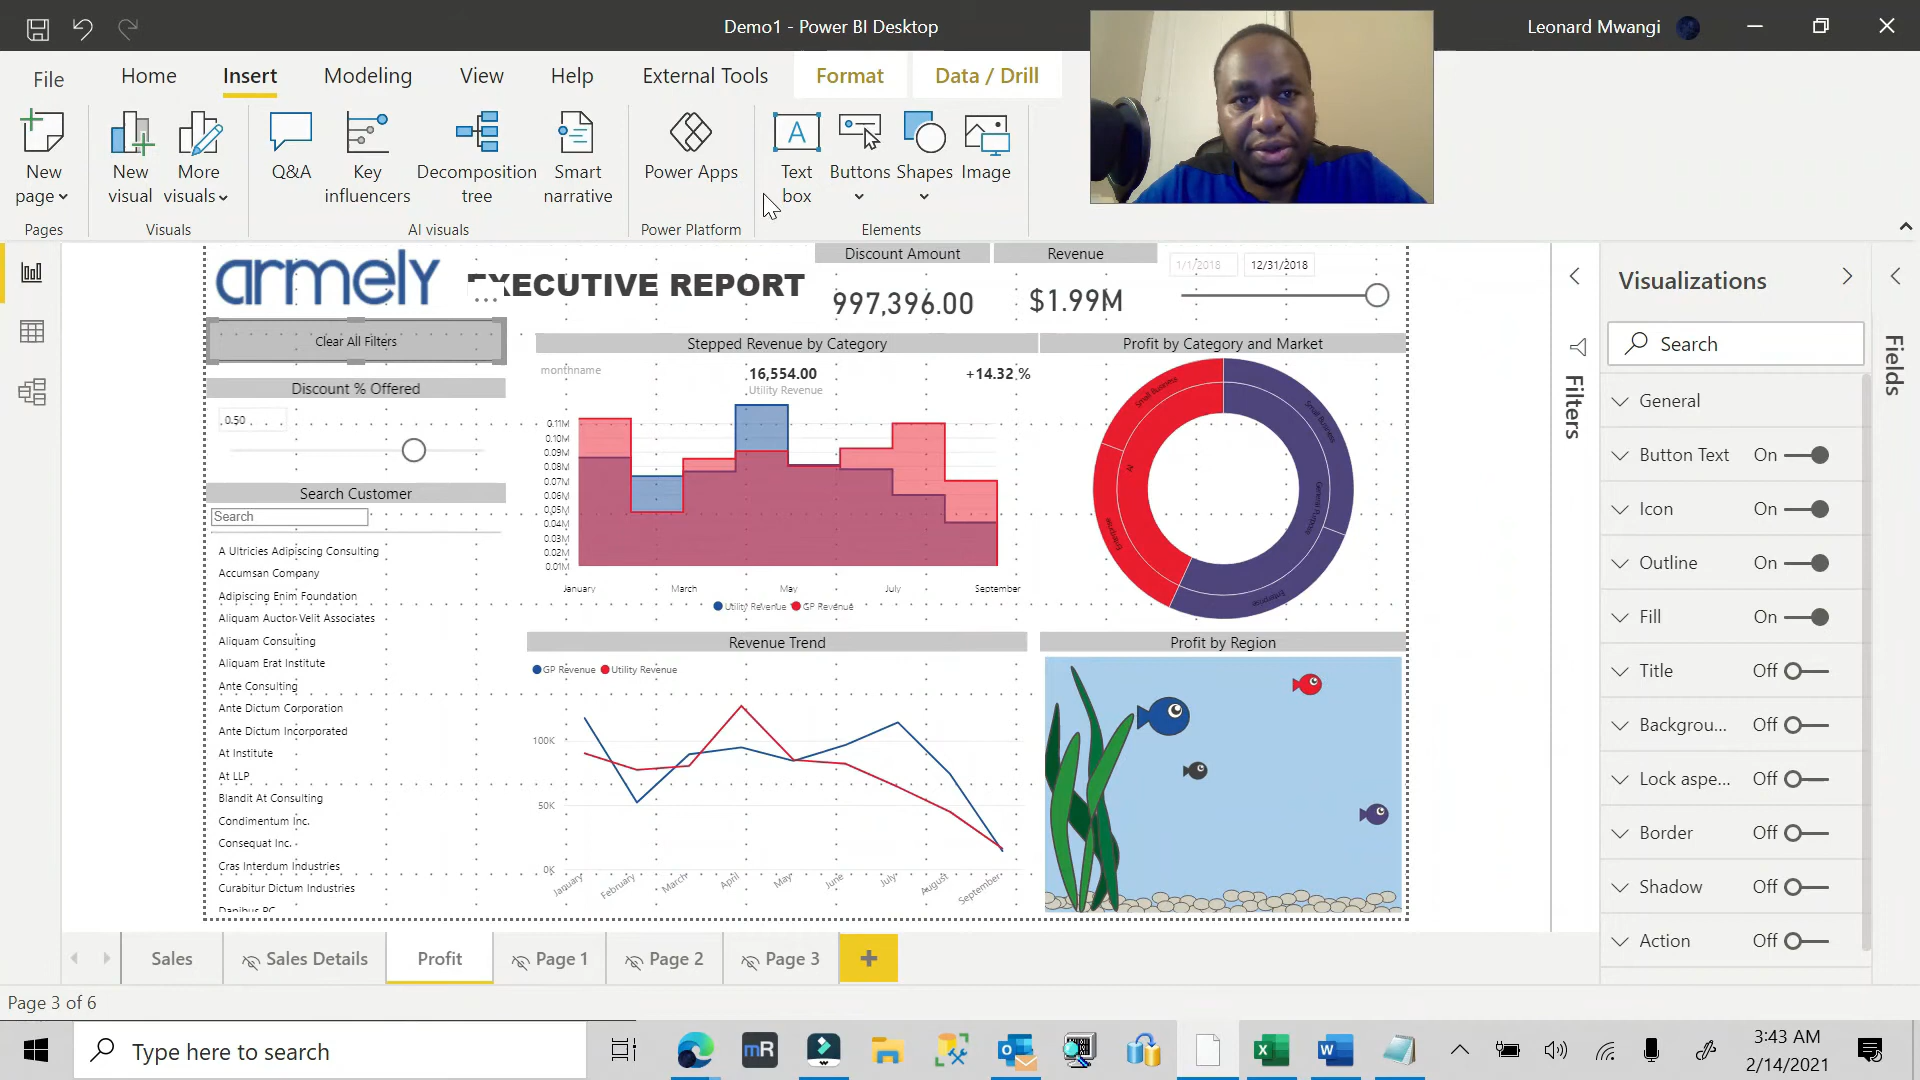 Demo1 - Power BI Desktop
Leonard Mwangi
File
Home
Insert
Modeling
View
Help
External Tools
Format
Data / Drill
New page
New visual
More visuals
Q&A
Key influencers
Decomposition tree
Smart narrative
Power Apps
Text box
Buttons
Shapes
Image
Pages
Visuals
AI visuals
Power Platform
Elements
armely
EXECUTIVE REPORT
Discount Amount
997,396.00
Revenue
$1.99M
1/1/2018
12/31/2018
Clear All Filters
Discount % Offered
0.50
Search Customer
Search
A Ultricies Adipiscing Consulting
Accumsan Company
Adipiscing Enim Foundation
Aliquam Auctor Velit Associates
Aliquam Consulting
Aliquam Erat Institute
Ante Consulting
Ante Dictum Corporation
Ante Dictum Incorporated
At Institute
At LLP
Blandit At Consulting
Condimentum Inc.
Consequat Inc.
Cras Interdum Industries
Curabitur Dictum Industries
Dapibus PC
Stepped Revenue by Category
monthname
16,554.00
Utility Revenue
+14.32 %
0.11M
0.10M
0.09M
0.08M
0.07M
0.06M
0.05M
0.04M
0.03M
0.02M
0.01M
January
March
May
July
September
Utility Revenue
GP Revenue
Profit by Category and Market
Small Business
Small Business
General Purpose
Enterprise
Enterprise
AI
Revenue Trend
GP Revenue
Utility Revenue
100K
50K
0K
January
February
March
April
May
June
July
August
September
Profit by Region
Filters
Visualizations
Search
General
Button Text On
Icon On
Outline On
Fill On
Title Off
Backgrou... Off
Lock aspe... Off
Border Off
Shadow Off
Action Off
Fields
Sales
Sales Details
Profit
Page 1
Page 2
Page 3
Page 3 of 6
Type here to search
mR
3:43 AM
2/14/2021